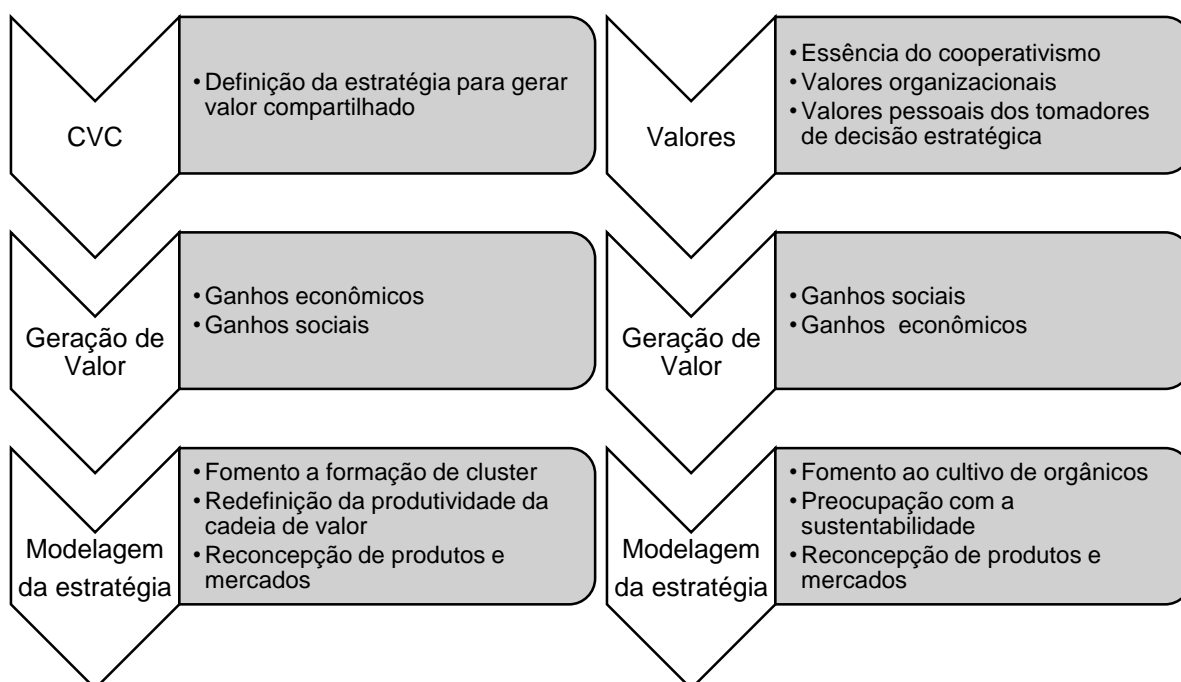 CVC
• Definição da estratégia para gerar
valor compartilhado
Geração de
Valor
• Ganhos econômicos
• Ganhos sociais
Modelagem
da estratégia
• Fomento a formação de cluster
• Redefinição da produtividade da
cadeia de valor
• Reconcepção de produtos e
mercados
Valores
• Essência do cooperativismo
• Valores organizacionais
• Valores pessoais dos tomadores
de decisão estratégica
Geração de
Valor
• Ganhos sociais
• Ganhos econômicos
Modelagem
da estratégia
• Fomento ao cultivo de orgânicos
• Preocupação com a
sustentabilidade
• Reconcepção de produtos e
mercados